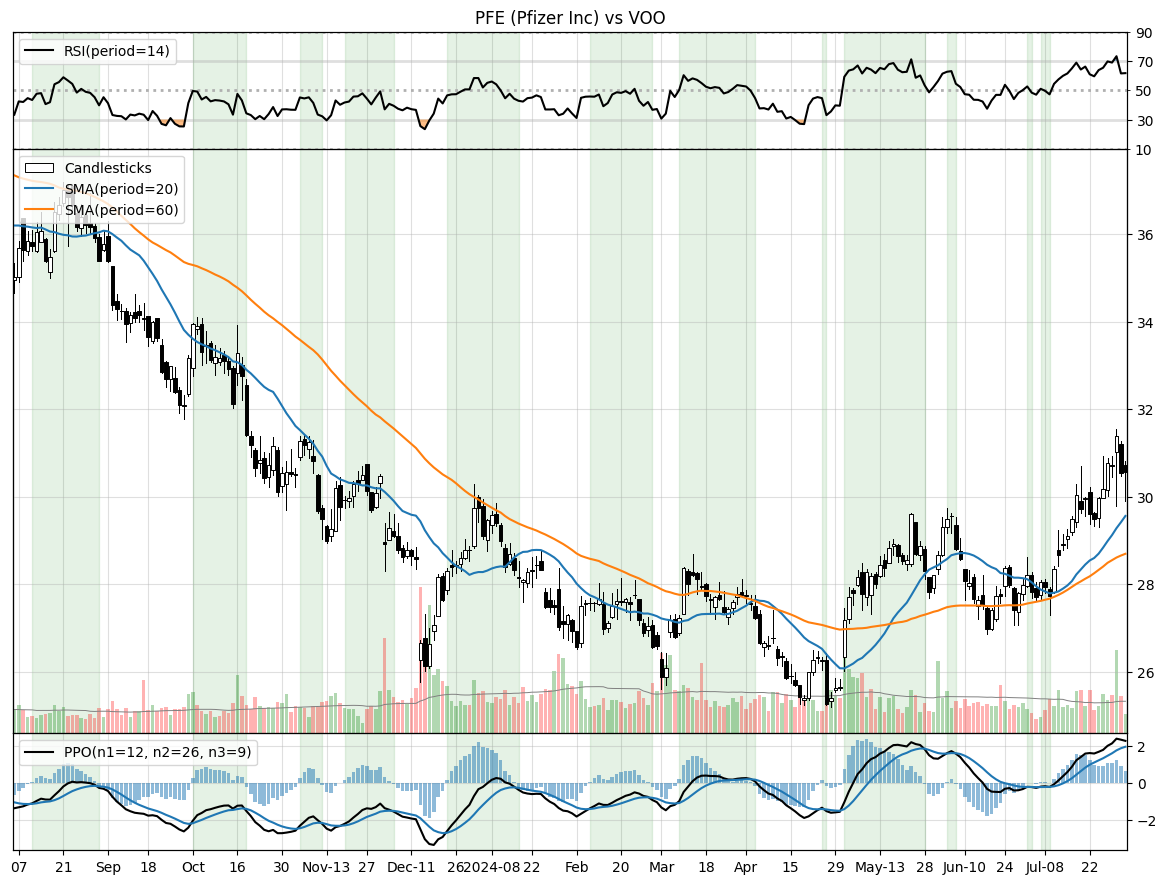 PFE (Pfizer Inc) vs VOO
RSI(period=14)
90
70
50
30
10
Candlesticks
SMA(period=20)
SMA(period=60)
36
34
32
30
28
26
PPO(n1=12, n2=26, n3=9)
2
0
−2
07 21 Sep 18 Oct 16 30 Nov-13 27 Dec-11 26 2024-08 22 Feb 20 Mar 18 Apr 15 29 May-13 28 Jun-10 24 Jul-08 22